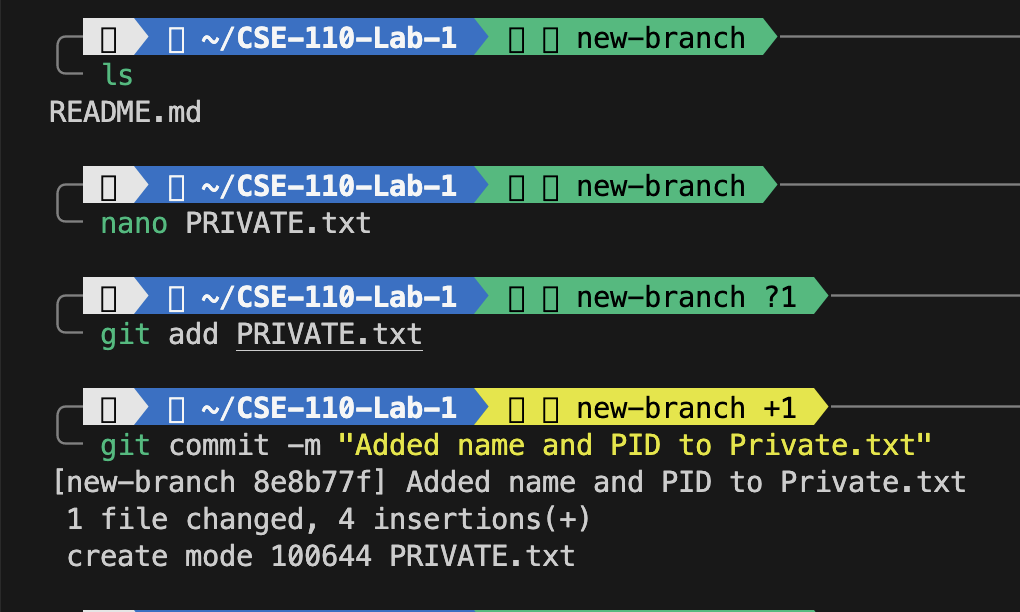 ~/CSE-110-Lab-1 new-branch
ls
README.md
~/CSE-110-Lab-1 new-branch
nano PRIVATE.txt
~/CSE-110-Lab-1 new-branch ?1
git add PRIVATE.txt
~/CSE-110-Lab-1 new-branch +1
git commit -m "Added name and PID to Private.txt"
[new-branch 8e8b77f] Added name and PID to Private.txt
1 file changed, 4 insertions(+)
create mode 100644 PRIVATE.txt